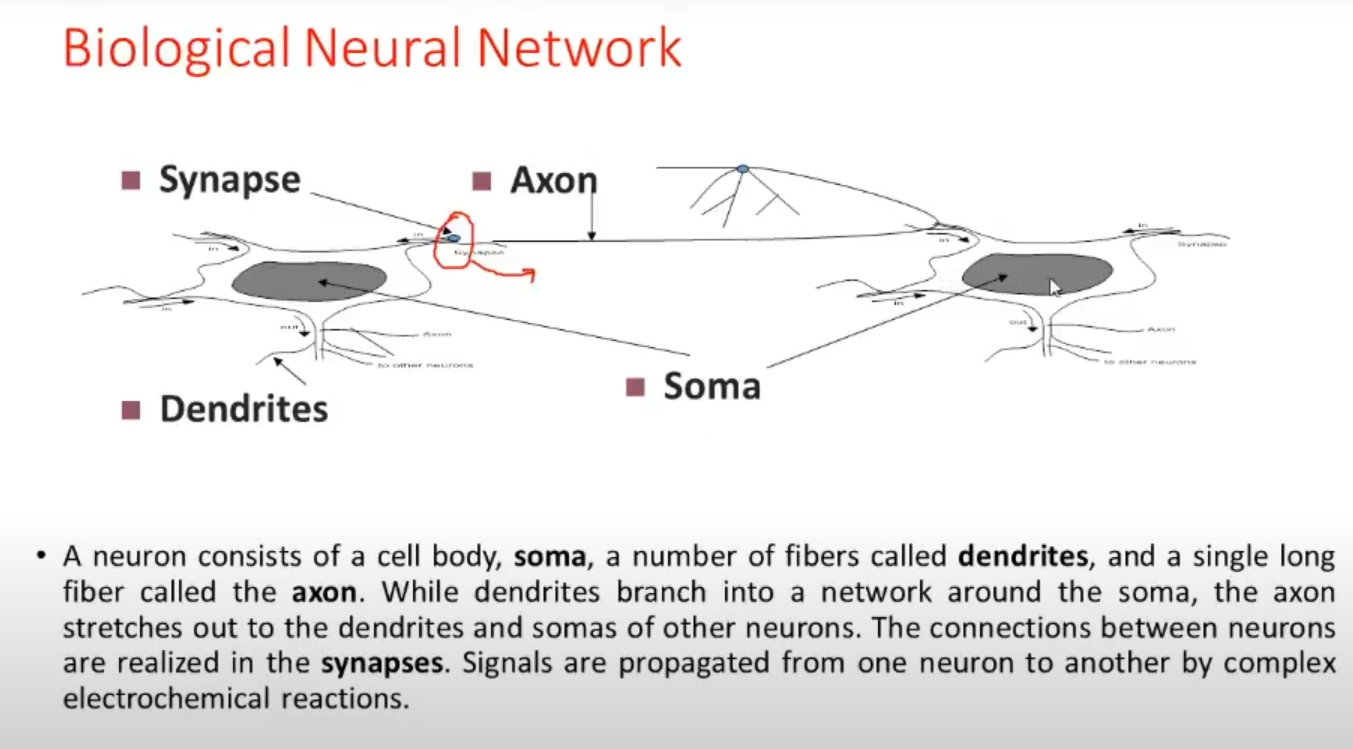 Biological Neural Network
Synapse
Axon
in
in
Synapse
in
in
Synapse
in
in
out
Axon
to other neurons
out
Axon
to other neurons
Soma
Dendrites
• A neuron consists of a cell body, soma, a number of fibers called dendrites, and a single long
fiber called the axon. While dendrites branch into a network around the soma, the axon
stretches out to the dendrites and somas of other neurons. The connections between neurons
are realized in the synapses. Signals are propagated from one neuron to another by complex
electrochemical reactions.